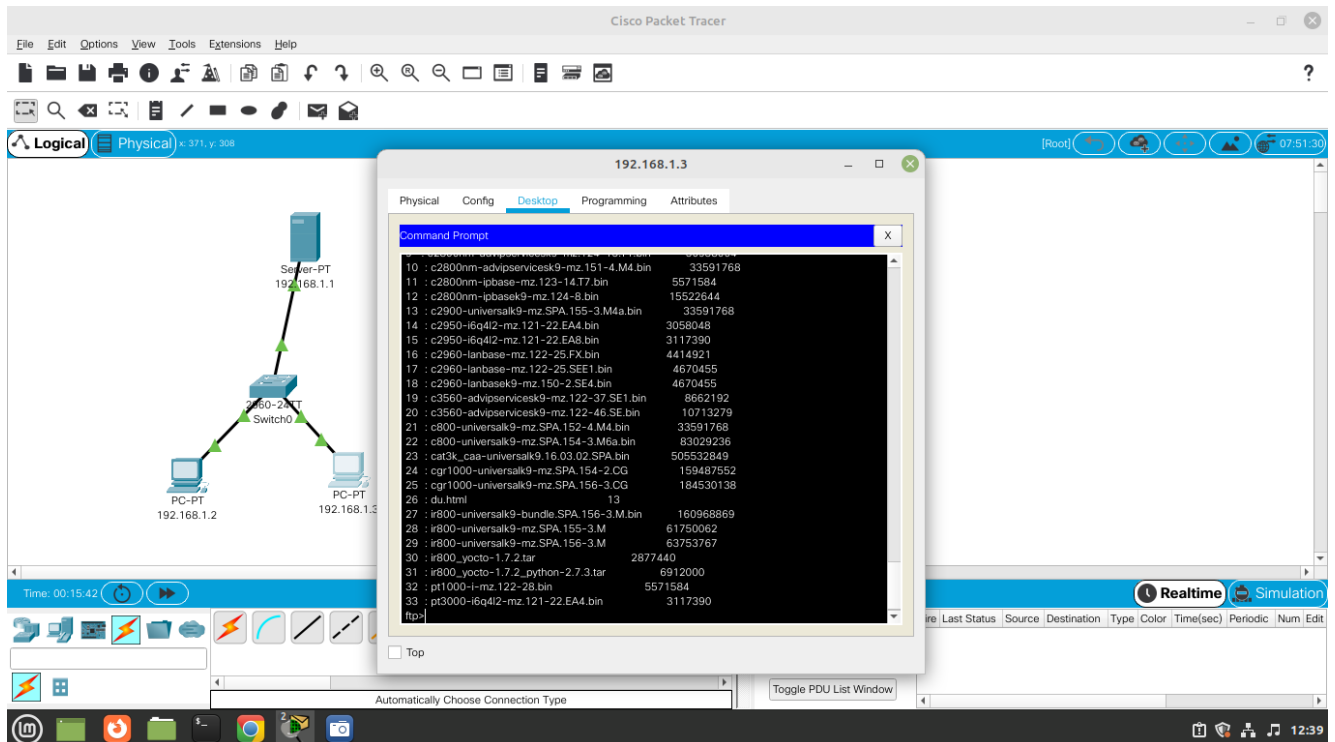 Cisco Packet Tracer
File Edit Options View Tools Extensions Help
?
Logical Physical x: 371, y: 308 [Root] 07:51:30
Server-PT
192.168.1.1
2960-24TT
Switch0
PC-PT
192.168.1.2
PC-PT
192.168.1.3
192.168.1.3
Physical Config Desktop Programming Attributes
Command Prompt X
10 : c2800nm-advipservicesk9-mz.151-4.M4.bin 33591768
11 : c2800nm-ipbase-mz.123-14.T7.bin 5571584
12 : c2800nm-ipbasek9-mz.124-8.bin 15522644
13 : c2900-universalk9-mz.SPA.155-3.M4a.bin 33591768
14 : c2950-i6q4l2-mz.121-22.EA4.bin 3058048
15 : c2950-i6q4l2-mz.121-22.EA8.bin 3117390
16 : c2960-lanbase-mz.122-25.FX.bin 4414921
17 : c2960-lanbase-mz.122-25.SEE1.bin 4670455
18 : c2960-lanbasek9-mz.150-2.SE4.bin 4670455
19 : c3560-advipservicesk9-mz.122-37.SE1.bin 8662192
20 : c3560-advipservicesk9-mz.122-46.SE.bin 10713279
21 : c800-universalk9-mz.SPA.152-4.M4.bin 33591768
22 : c800-universalk9-mz.SPA.154-3.M6a.bin 83029236
23 : cat3k_caa-universalk9.16.03.02.SPA.bin 505532849
24 : cgr1000-universalk9-mz.SPA.154-2.CG 159487552
25 : cgr1000-universalk9-mz.SPA.156-3.CG 184530138
26 : du.html 13
27 : ir800-universalk9-bundle.SPA.156-3.M.bin 160968869
28 : ir800-universalk9-mz.SPA.155-3.M 61750062
29 : ir800-universalk9-mz.SPA.156-3.M 63753767
30 : ir800_yocto-1.7.2.tar 2877440
31 : ir800_yocto-1.7.2_python-2.7.3.tar 6912000
32 : pt1000-i-mz.122-28.bin 5571584
33 : pt3000-i6q4l2-mz.121-22.EA4.bin 3117390
ftp>
Top
Time: 00:15:42 Realtime Simulation
Last Status Source Destination Type Color Time(sec) Periodic Num Edit
Toggle PDU List Window
Automatically Choose Connection Type
2
12:39